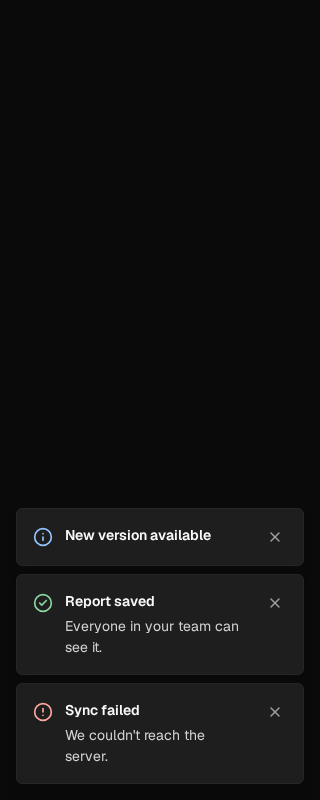 New version available
Report saved
Everyone in your team can
see it.
Sync failed
We couldn't reach the
server.